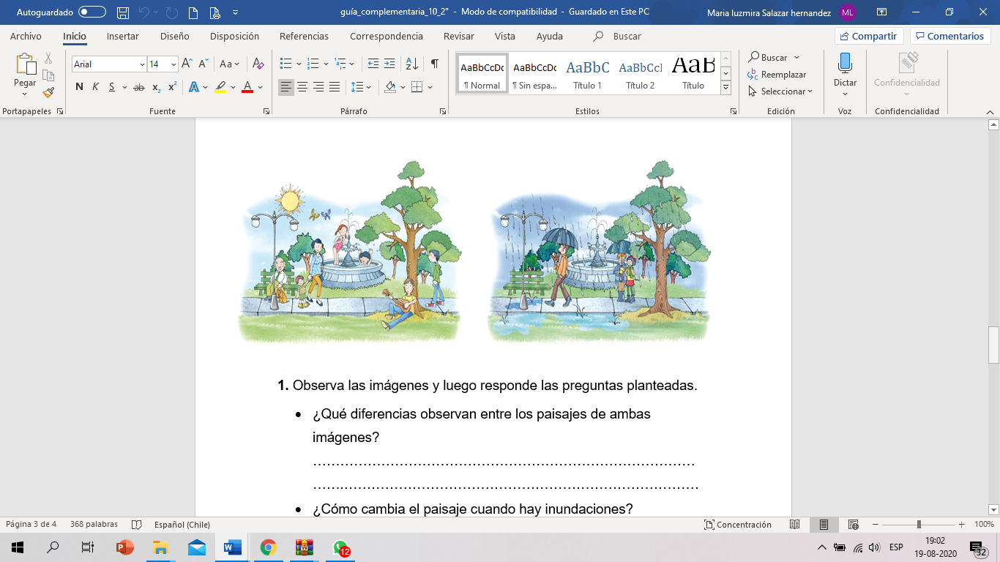 Autoguardado
guía_complementaria_10_2° - Modo de compatibilidad - Guardado en Este PC
Maria luzmira Salazar hernandez ML
Archivo Inicio Insertar Diseño Disposición Referencias Correspondencia Revisar Vista Ayuda Buscar Compartir Comentarios
Pegar
Arial 14
Aa
N K S ab x₂ x² A A
AaBbCcDc AaBbCcDc AaBbC AaBbCcI AaB
¶ Normal ¶ Sin espa... Título 1 Título 2 Título
Buscar
Reemplazar
Seleccionar
Dictar
Confidencialidad
Portapapeles Fuente Párrafo Estilos Edición Voz Confidencialidad
1. Observa las imágenes y luego responde las preguntas planteadas.
• ¿Qué diferencias observan entre los paisajes de ambas
imágenes?
…………………………………………………………………………
…………………………………………………………………………
• ¿Cómo cambia el paisaje cuando hay inundaciones?
Página 3 de 4 368 palabras Español (Chile) Concentración 100%
12
ESP
19:02
19-08-2020
32